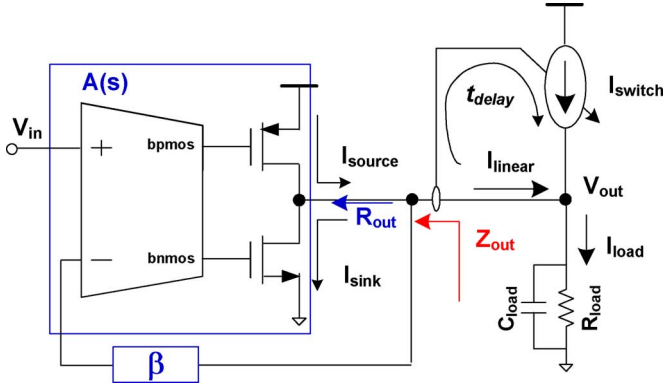 A(s)
V_in
+
−
bpmos
bnmos
I_source
R_out
I_sink
Z_out
t_delay
I_linear
I_switch
V_out
I_load
C_load
R_load
β